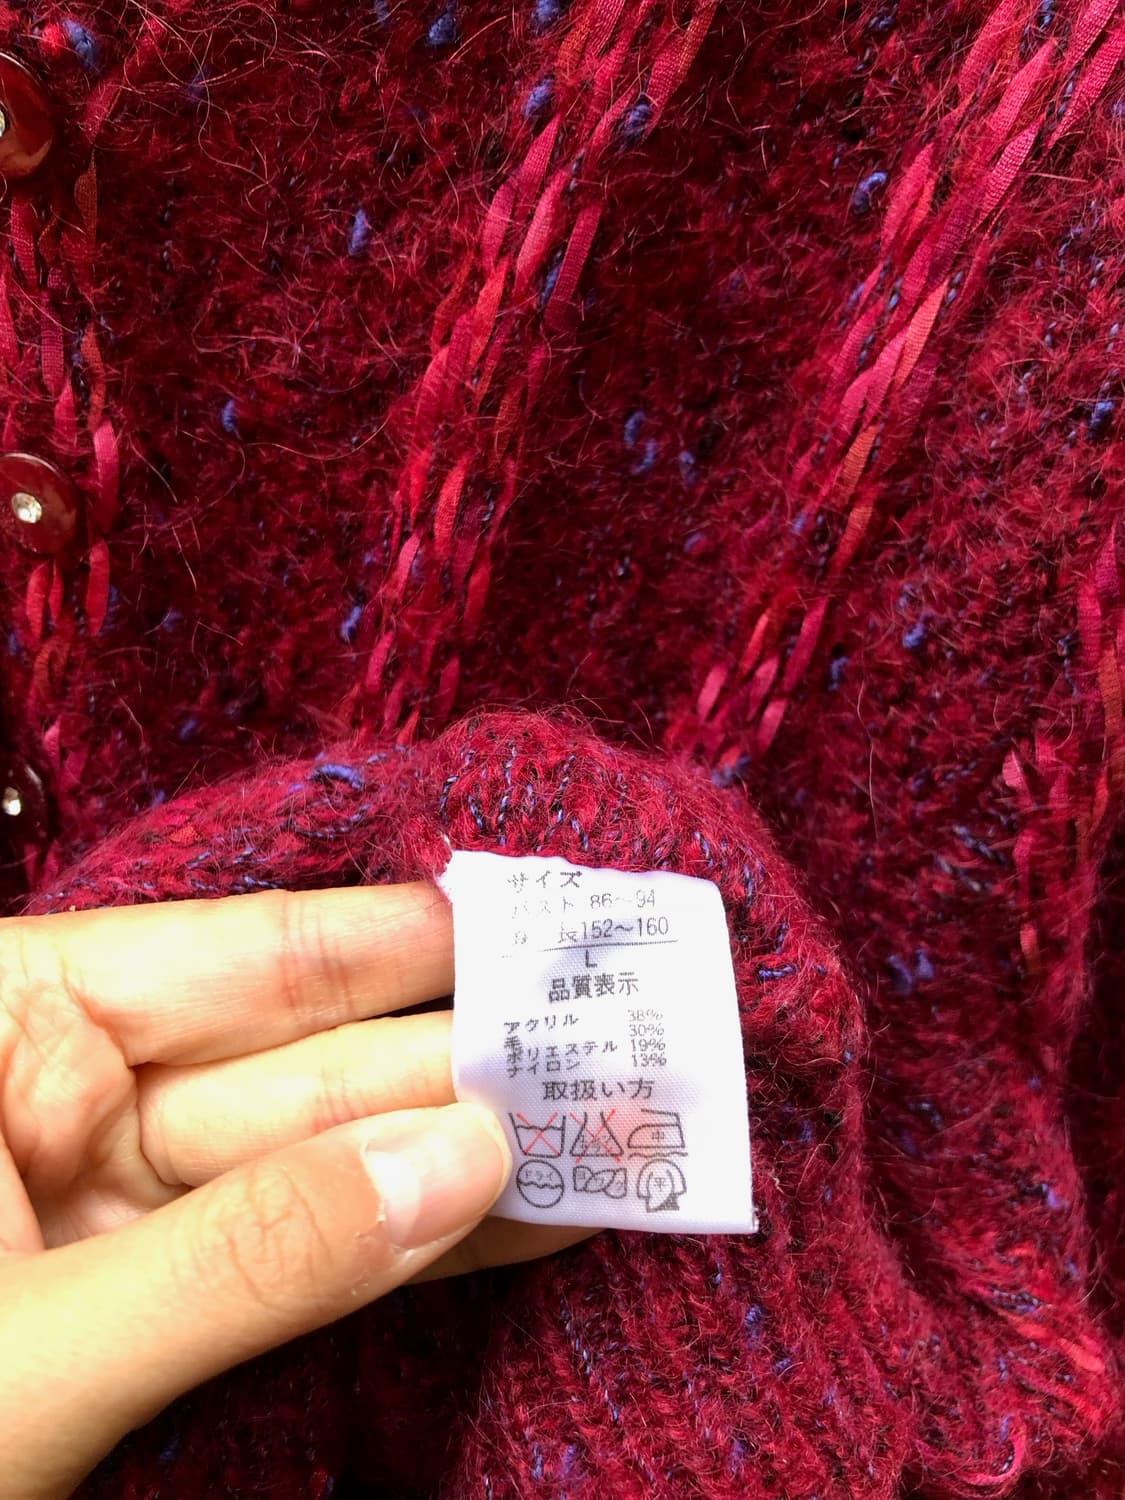 サイズ
バスト 86〜94
身 長152〜160
L
品質表示
アクリル 38%
毛 30%
ポリエステル 19%
ナイロン 13%
取扱い方
中